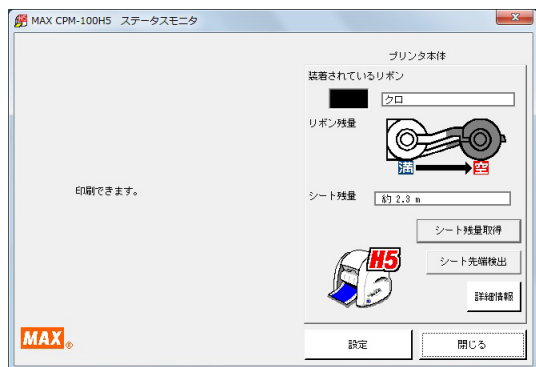 MAX CPM-100H5 ステータスモニタ
プリンタ本体
装着されているリボン
クロ
リボン残量
満
空
印刷できます。
シート残量
約 2.3 m
シート残量取得
H5
シート先端検出
詳細情報
MAX®
設定
閉じる